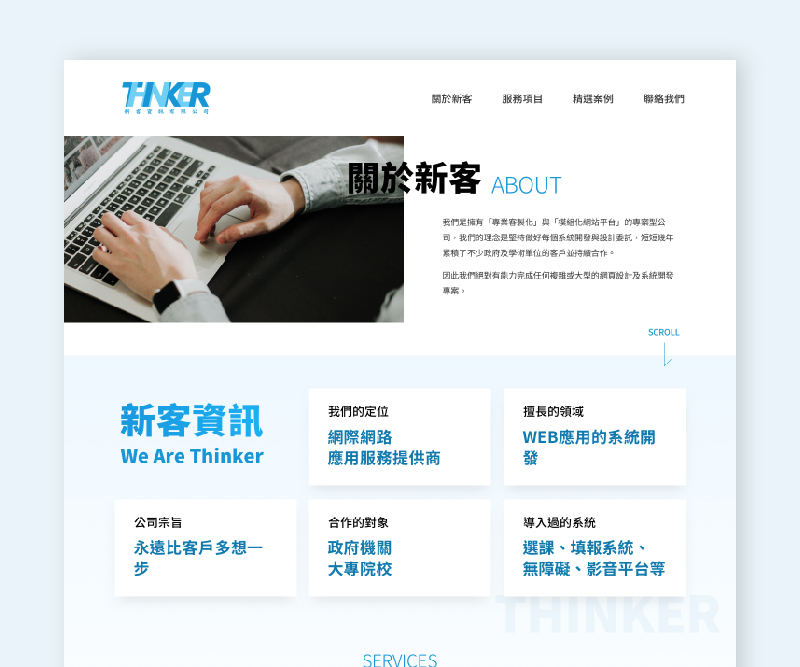 THINKER
新客資訊有限公司
關於新客 服務項目 精選案例 聯絡我們
關於新客 ABOUT
我們是擁有「專業客製化」與「模組化網站平台」的專案型公
司，我們的理念是堅持做好每個系統開發與設計委託，短短幾年
累積了不少政府及學術單位的客戶並持續合作。
因此我們絕對有能力完成任何複雜或大型的網頁設計及系統開發
專案。
SCROLL
新客資訊
We Are Thinker
我們的定位
網際網路
應用服務提供商
擅長的領域
WEB應用的系統開
發
公司宗旨
永遠比客戶多想一
步
合作的對象
政府機關
大專院校
導入過的系統
選課、填報系統、
無障礙、影音平台等
THINKER
SERVICES